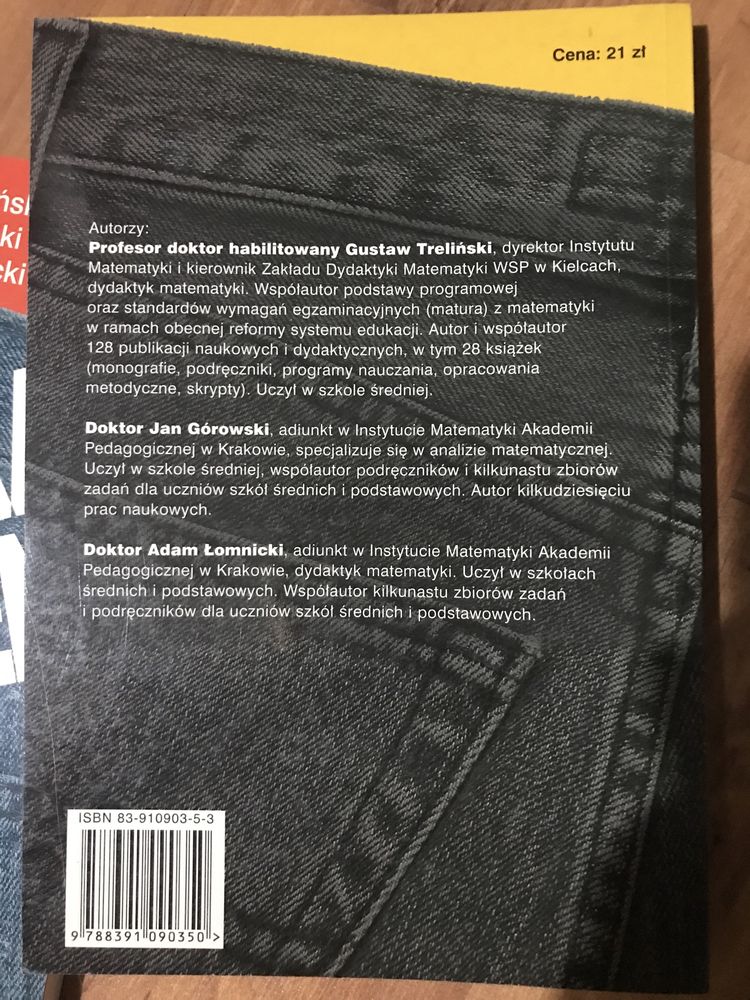 Cena: 21 zł
Autorzy:
Profesor doktor habilitowany Gustaw Treliński, dyrektor Instytutu
Matematyki i kierownik Zakładu Dydaktyki Matematyki WSP w Kielcach,
dydaktyk matematyki. Współautor podstawy programowej
oraz standardów wymagań egzaminacyjnych (matura) z matematyki
w ramach obecnej reformy systemu edukacji. Autor i współautor
128 publikacji naukowych i dydaktycznych, w tym 28 książek
(monografie, podręczniki, programy nauczania, opracowania
metodyczne, skrypty). Uczył w szkole średniej.
Doktor Jan Górowski, adiunkt w Instytucie Matematyki Akademii
Pedagogicznej w Krakowie, specjalizuje się w analizie matematycznej.
Uczył w szkole średniej, współautor podręczników i kilkunastu zbiorów
zadań dla uczniów szkół średnich i podstawowych. Autor kilkudziesięciu
prac naukowych.
Doktor Adam Łomnicki, adiunkt w Instytucie Matematyki Akademii
Pedagogicznej w Krakowie, dydaktyk matematyki. Uczył w szkołach
średnich i podstawowych. Współautor kilkunastu zbiorów zadań
i podręczników dla uczniów szkół średnich i podstawowych.
ISBN 83-910903-5-3
9 788391 090350 >